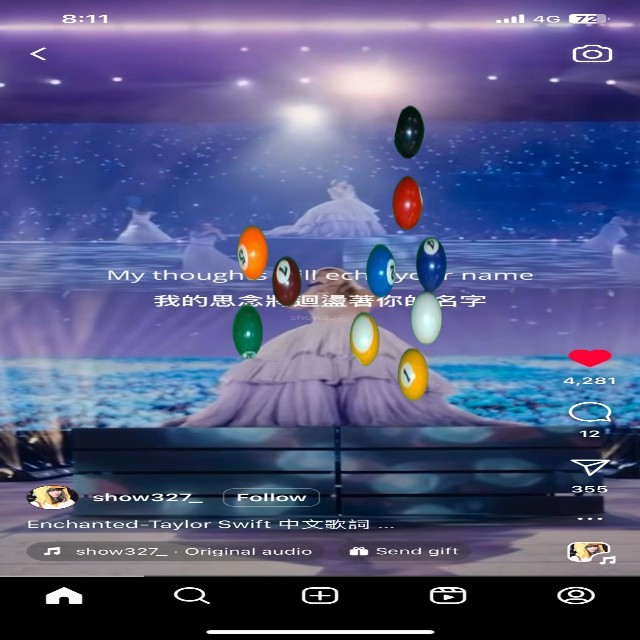 8:11
4G 72
My thoughts will echo your name
我的思念將迴盪著你的名字
4,281
12
355
show327_ Follow
Enchanted-Taylor Swift 中文歌詞 ...
show327_ · Original audio
Send gift